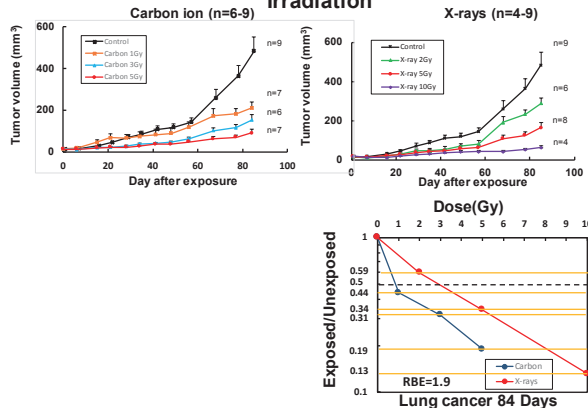 irradiation
Carbon ion (n=6-9)
Tumor volume (mm³)
600
400
200
0
Control
Carbon 1Gy
Carbon 3Gy
Carbon 5Gy
n=9
n=7
n=6
n=7
0 20 40 60 80 100
Day after exposure
X-rays (n=4-9)
Tumor volume (mm³)
600
400
200
0
Control
X-ray 2Gy
X-ray 5Gy
X-ray 10Gy
n=9
n=6
n=8
n=4
0 20 40 60 80 100
Day after exposure
Dose(Gy)
0 1 2 3 4 5 6 7 8 9 10
Exposed/Unexposed
1
0.59
0.5
0.44
0.34
0.31
0.19
0.13
0.1
RBE=1.9
Carbon
X-rays
Lung cancer 84 Days